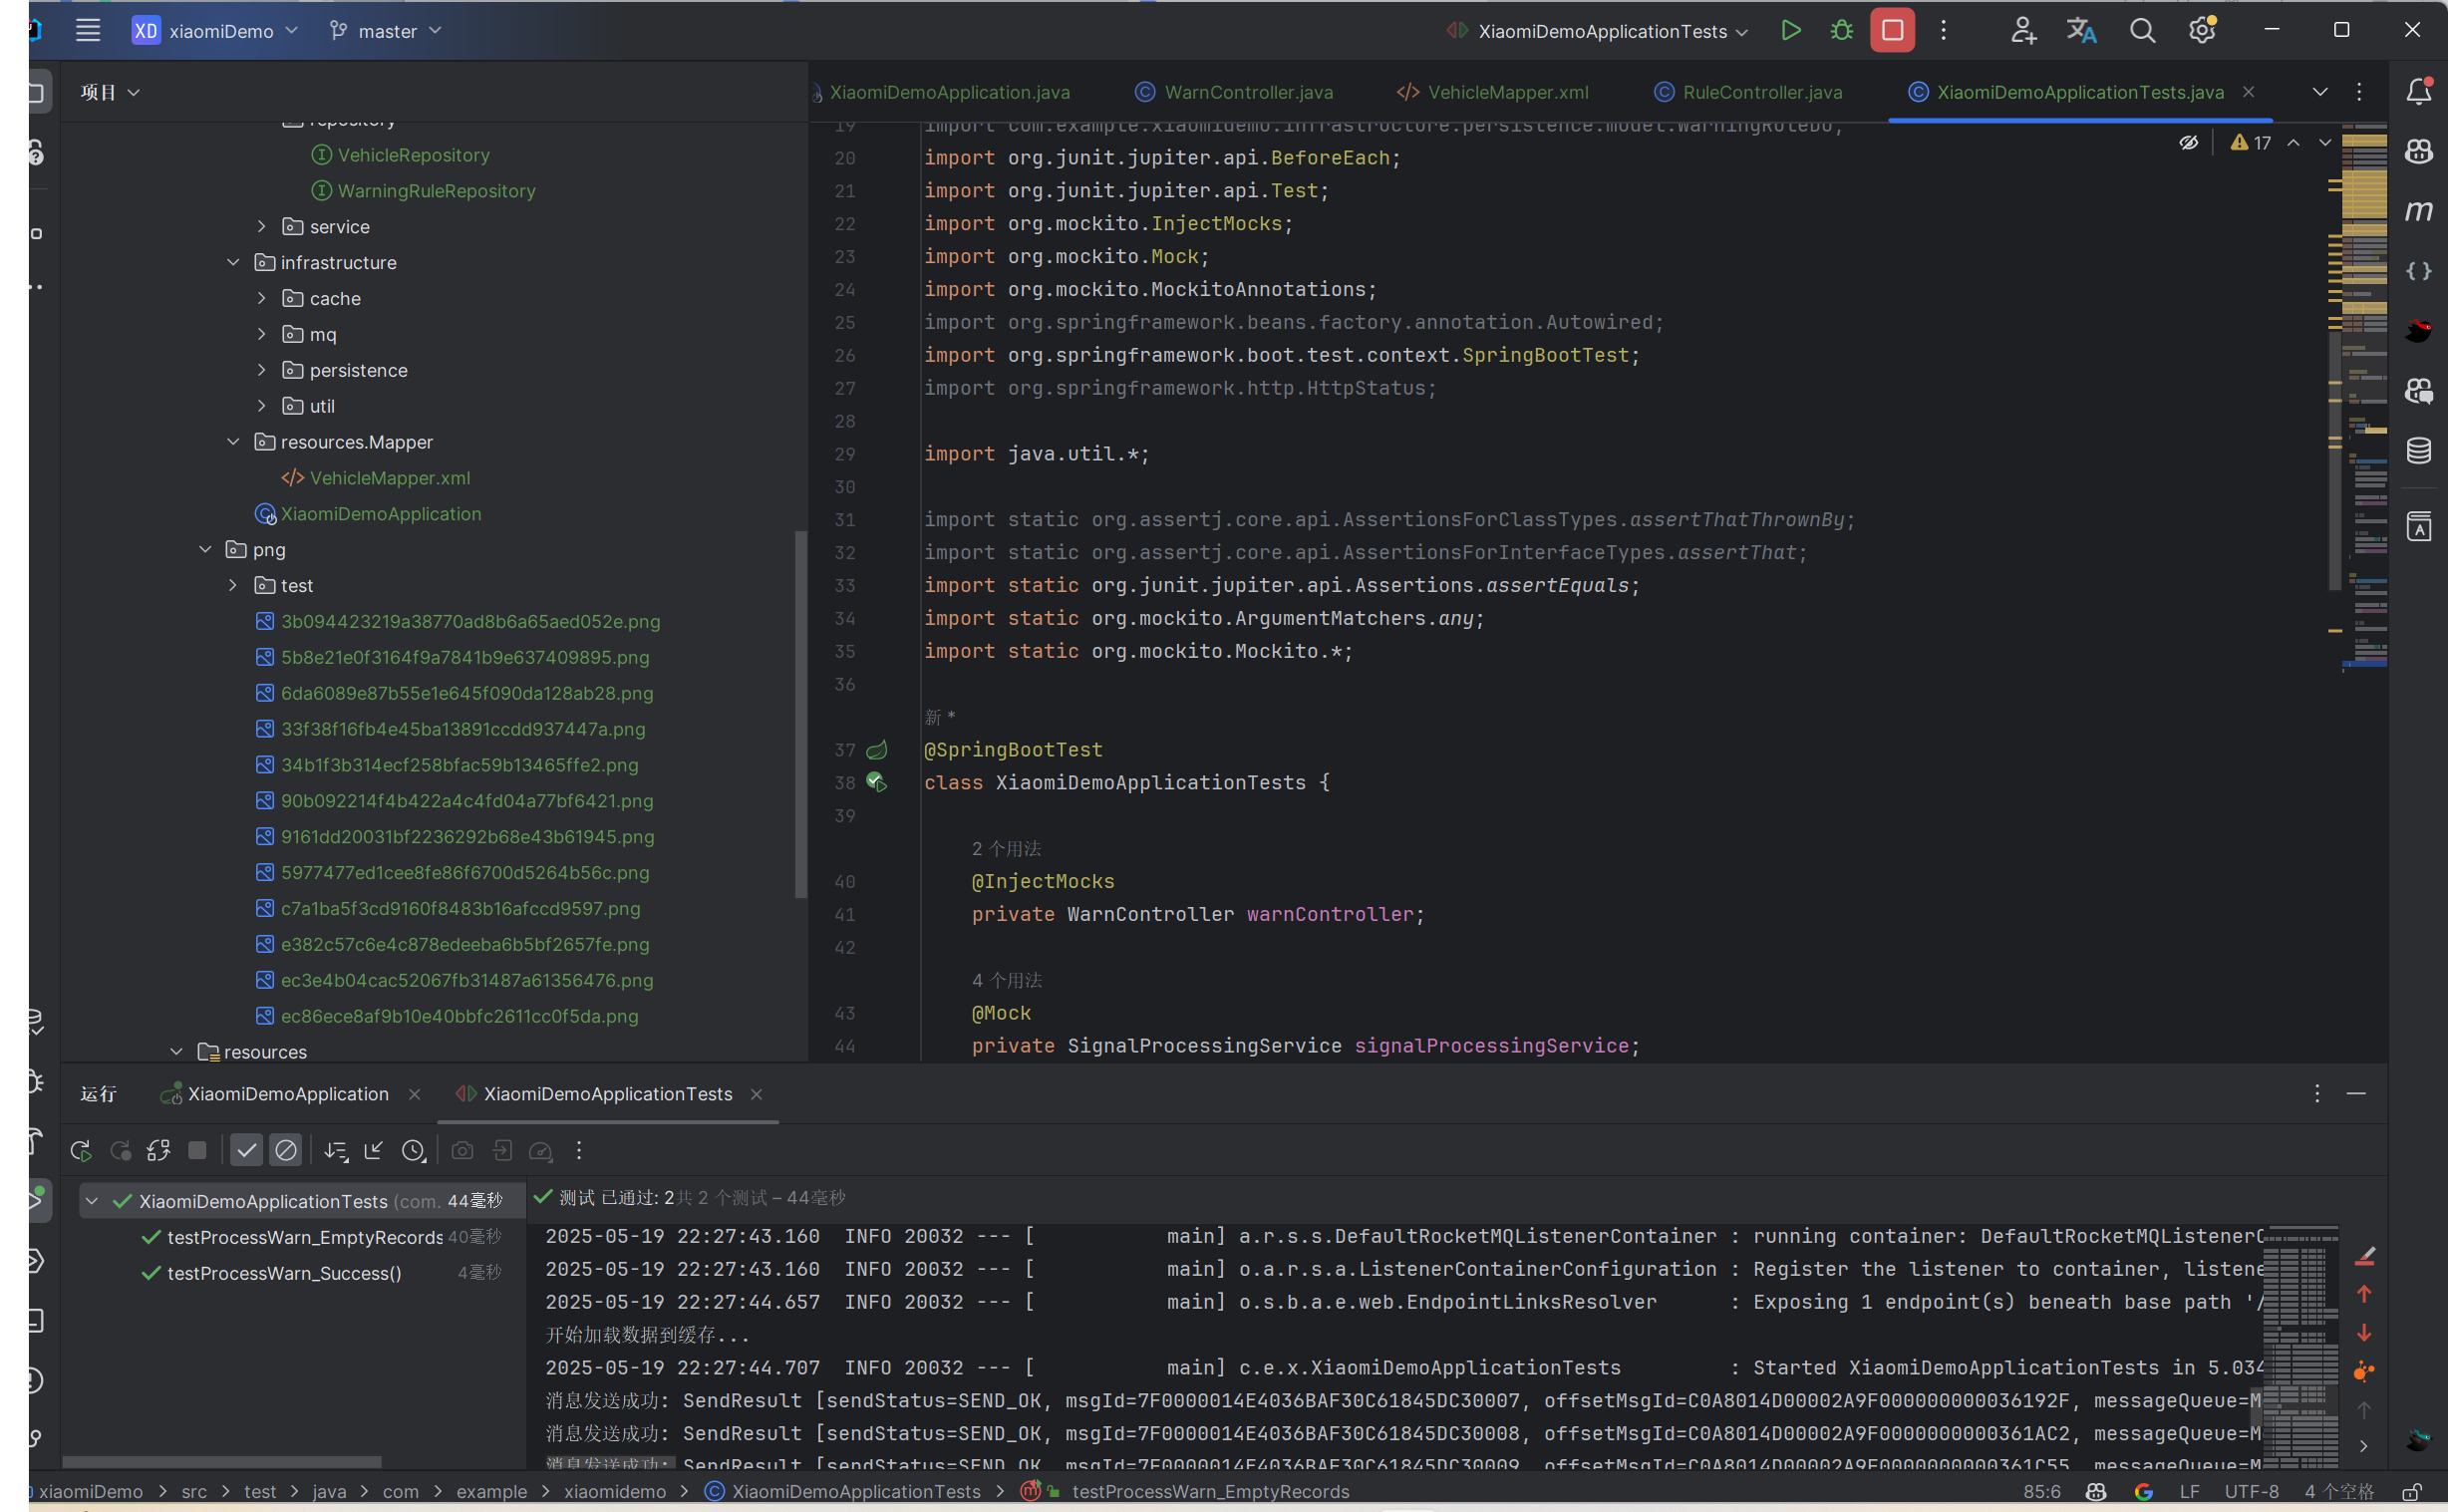 XD xiaomiDemo master XiaomiDemoApplicationTests
项目
XiaomiDemoApplication.java WarnController.java VehicleMapper.xml RuleController.java XiaomiDemoApplicationTests.java
repository
VehicleRepository
WarningRuleRepository
service
infrastructure
cache
mq
persistence
util
resources.Mapper
VehicleMapper.xml
XiaomiDemoApplication
png
test
3b094423219a38770ad8b6a65aed052e.png
5b8e21e0f3164f9a7841b9e637409895.png
6da6089e87b55e1e645f090da128ab28.png
33f38f16fb4e45ba13891ccdd937447a.png
34b1f3b314ecf258bfac59b13465ffe2.png
90b092214f4b422a4c4fd04a77bf6421.png
9161dd20031bf2236292b68e43b61945.png
5977477ed1cee8fe86f6700d5264b56c.png
c7a1ba5f3cd9160f8483b16afccd9597.png
e382c57c6e4c878edeeba6b5bf2657fe.png
ec3e4b04cac52067fb31487a61356476.png
ec86ece8af9b10e40bbfc2611cc0f5da.png
resources
17
19 import com.example.xiaomidemo.infrastructure.persistence.model.WarningRuleDO;
20 import org.junit.jupiter.api.BeforeEach;
21 import org.junit.jupiter.api.Test;
22 import org.mockito.InjectMocks;
23 import org.mockito.Mock;
24 import org.mockito.MockitoAnnotations;
25 import org.springframework.beans.factory.annotation.Autowired;
26 import org.springframework.boot.test.context.SpringBootTest;
27 import org.springframework.http.HttpStatus;
28
29 import java.util.*;
30
31 import static org.assertj.core.api.AssertionsForClassTypes.assertThatThrownBy;
32 import static org.assertj.core.api.AssertionsForInterfaceTypes.assertThat;
33 import static org.junit.jupiter.api.Assertions.assertEquals;
34 import static org.mockito.ArgumentMatchers.any;
35 import static org.mockito.Mockito.*;
36
新 *
37 @SpringBootTest
38 class XiaomiDemoApplicationTests {
39
2 个用法
40 @InjectMocks
41 private WarnController warnController;
42
4 个用法
43 @Mock
44 private SignalProcessingService signalProcessingService;
运行 XiaomiDemoApplication XiaomiDemoApplicationTests
XiaomiDemoApplicationTests (com. 44毫秒
testProcessWarn_EmptyRecords 40毫秒
testProcessWarn_Success() 4毫秒
测试 已通过: 2共 2 个测试 – 44毫秒
2025-05-19 22:27:43.160 INFO 20032 --- [ main] a.r.s.s.DefaultRocketMQListenerContainer : running container: DefaultRocketMQListenerC
2025-05-19 22:27:43.160 INFO 20032 --- [ main] o.a.r.s.a.ListenerContainerConfiguration : Register the listener to container, listene
2025-05-19 22:27:44.657 INFO 20032 --- [ main] o.s.b.a.e.web.EndpointLinksResolver : Exposing 1 endpoint(s) beneath base path '/
开始加载数据到缓存...
2025-05-19 22:27:44.707 INFO 20032 --- [ main] c.e.x.XiaomiDemoApplicationTests : Started XiaomiDemoApplicationTests in 5.034
消息发送成功: SendResult [sendStatus=SEND_OK, msgId=7F0000014E4036BAF30C61845DC30007, offsetMsgId=C0A8014D00002A9F000000000036192F, messageQueue=M
消息发送成功: SendResult [sendStatus=SEND_OK, msgId=7F0000014E4036BAF30C61845DC30008, offsetMsgId=C0A8014D00002A9F0000000000361AC2, messageQueue=M
消息发送成功: SendResult [sendStatus=SEND_OK, msgId=7F0000014E4036BAF30C61845DC30009, offsetMsgId=C0A8014D00002A9F0000000000361C55, messageQueue=M
xiaomiDemo > src > test > java > com > example > xiaomidemo > XiaomiDemoApplicationTests > testProcessWarn_EmptyRecords 85:6 LF UTF-8 4 个空格